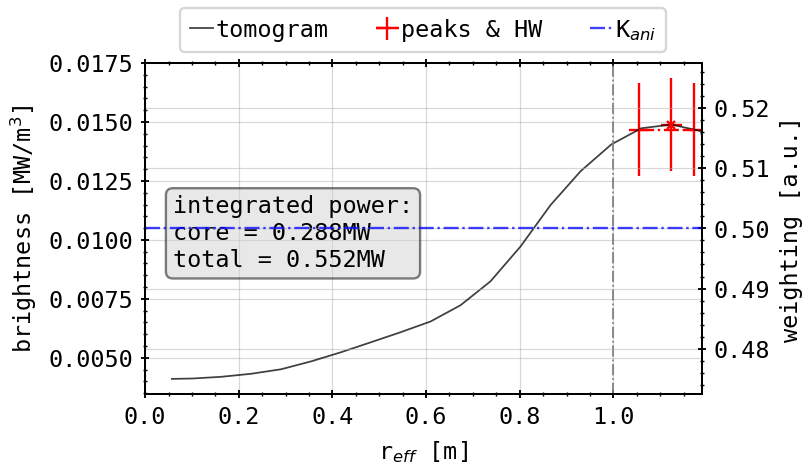 tomogram peaks & HW K_ani
0.0175
0.0150
0.0125
0.0100
0.0075
0.0050
brightness [MW/m³]
integrated power:
core = 0.288MW
total = 0.552MW
0.52
0.51
0.50
0.49
0.48
weighting [a.u.]
0.0 0.2 0.4 0.6 0.8 1.0
r_eff [m]